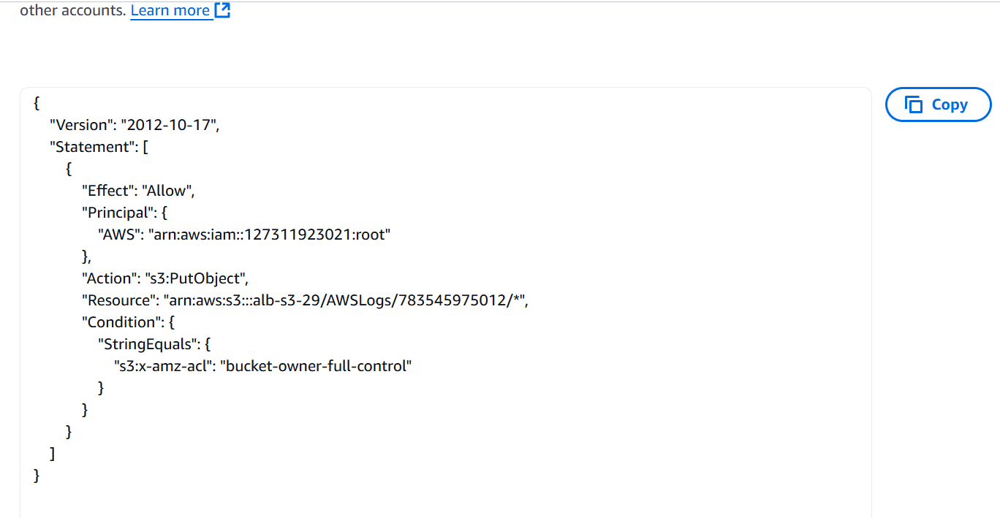 other accounts. Learn more
Copy
{
"Version": "2012-10-17",
"Statement": [
{
"Effect": "Allow",
"Principal": {
"AWS": "arn:aws:iam::127311923021:root"
},
"Action": "s3:PutObject",
"Resource": "arn:aws:s3:::alb-s3-29/AWSLogs/783545975012/*",
"Condition": {
"StringEquals": {
"s3:x-amz-acl": "bucket-owner-full-control"
}
}
}
]
}